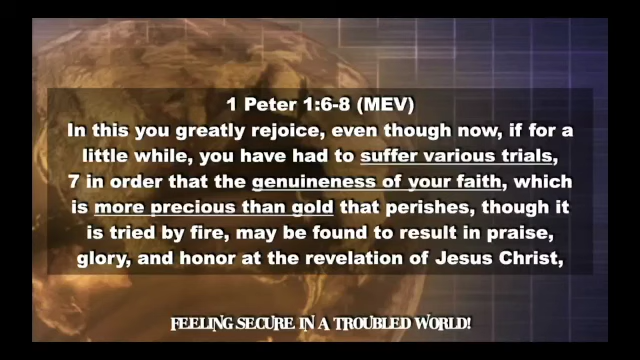 1 Peter 1:6-8 (MEV)
In this you greatly rejoice, even though now, if for a
little while, you have had to suffer various trials,
7 in order that the genuineness of your faith, which
is more precious than gold that perishes, though it
is tried by fire, may be found to result in praise,
glory, and honor at the revelation of Jesus Christ,
FEELING SECURE IN A TROUBLED WORLD!